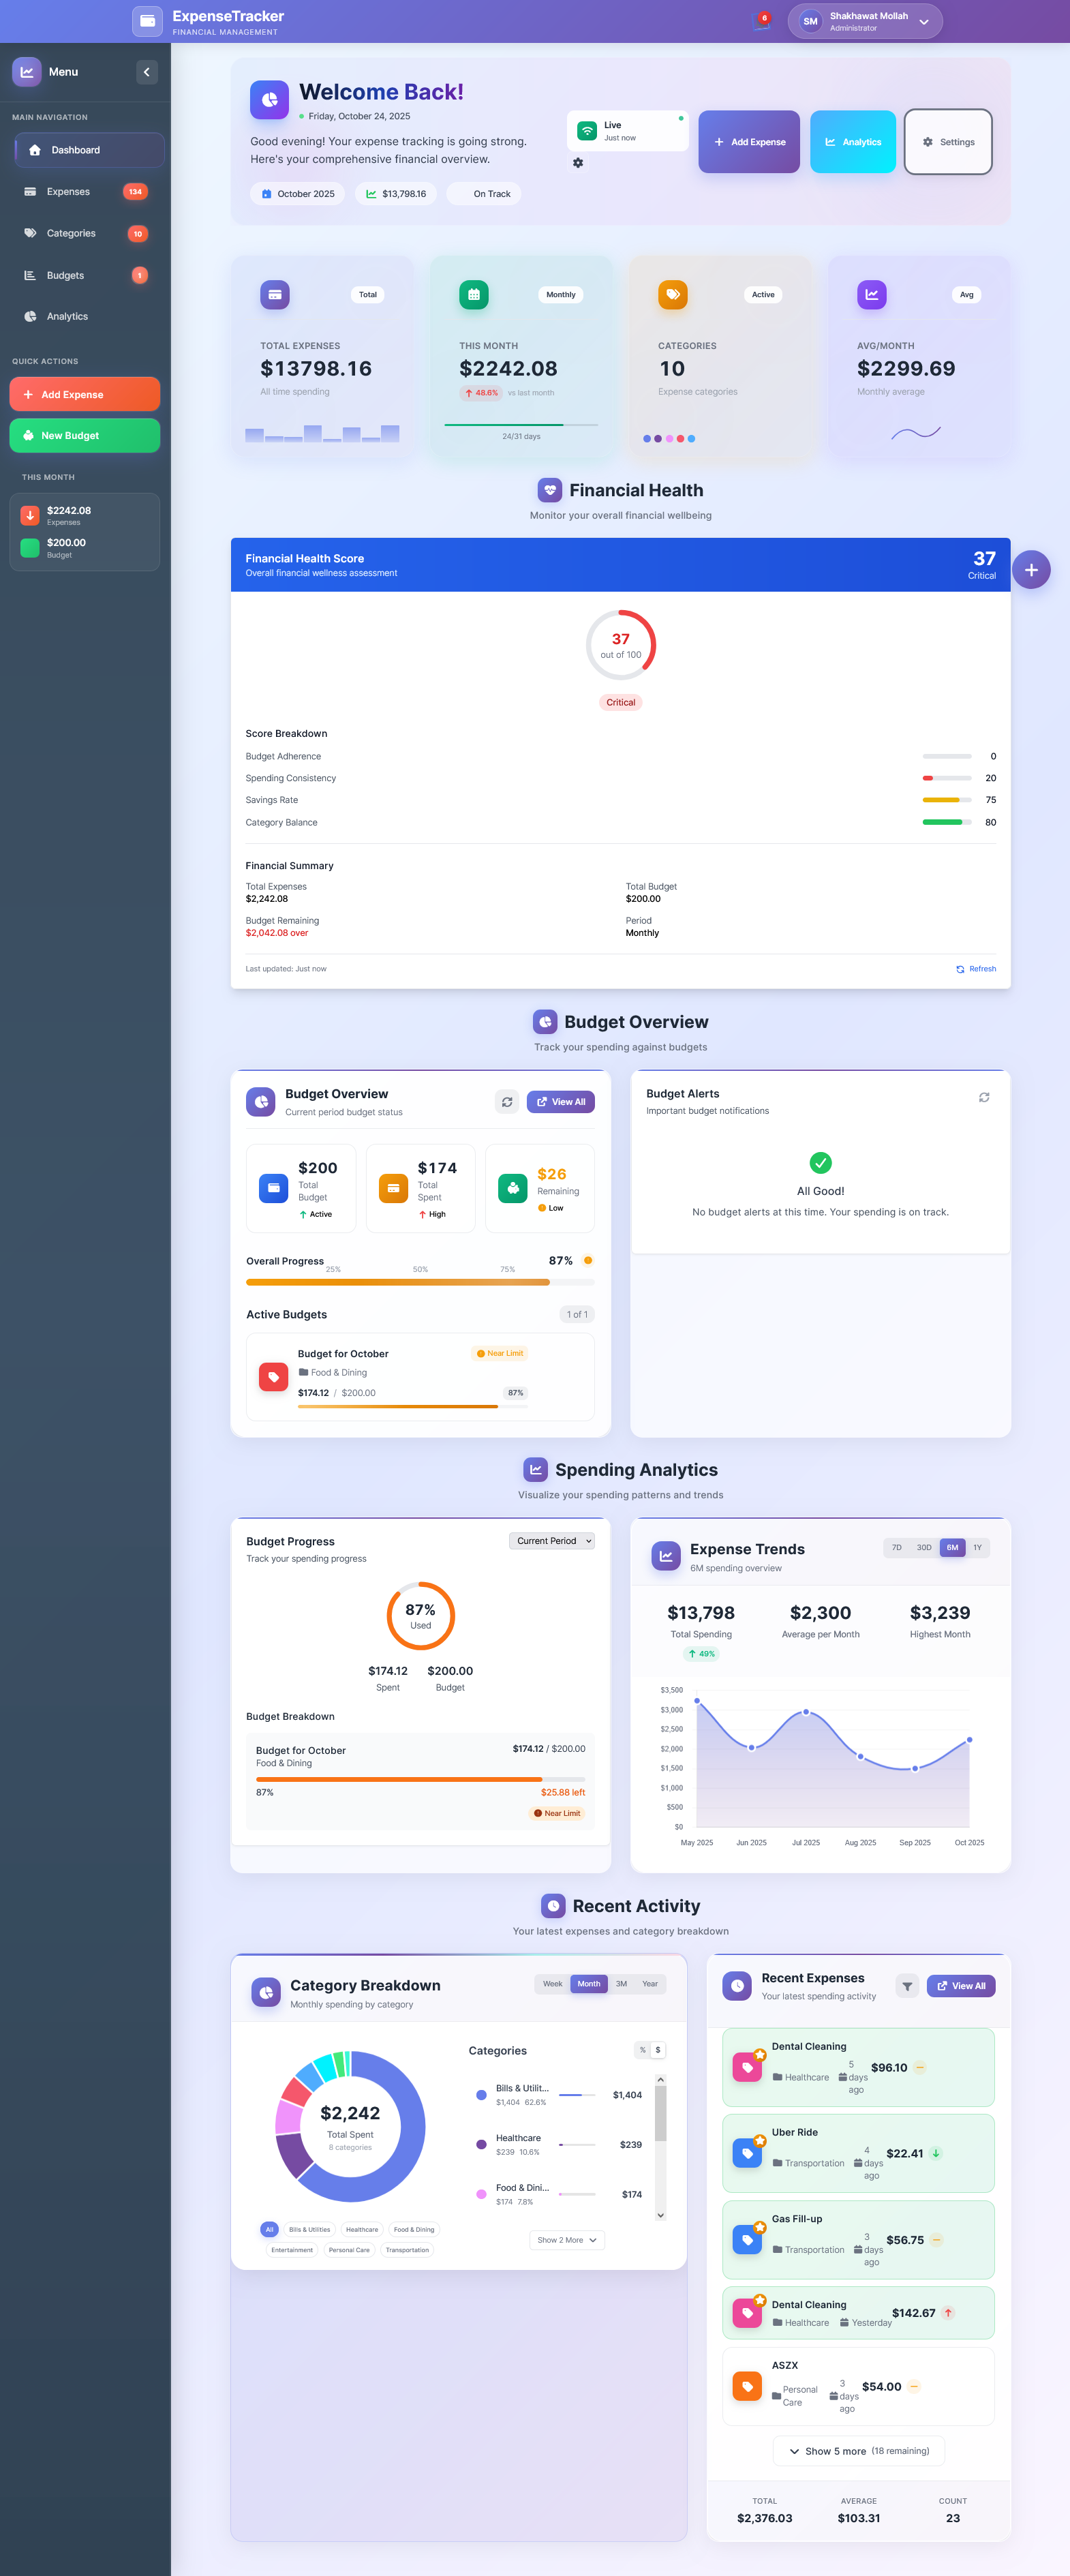 ExpenseTracker
FINANCIAL MANAGEMENT
6
SM
Shakhawat Mollah
Administrator
Menu
MAIN NAVIGATION
Dashboard
Expenses 134
Categories 10
Budgets 1
Analytics
QUICK ACTIONS
Add Expense
New Budget
THIS MONTH
$2242.08
Expenses
$200.00
Budget
Welcome Back!
Friday, October 24, 2025
Good evening! Your expense tracking is going strong.
Here's your comprehensive financial overview.
October 2025
$13,798.16
On Track
Live
Just now
Add Expense
Analytics
Settings
Total
TOTAL EXPENSES
$13798.16
All time spending
Monthly
THIS MONTH
$2242.08
48.6% vs last month
24/31 days
Active
CATEGORIES
10
Expense categories
Avg
AVG/MONTH
$2299.69
Monthly average
Financial Health
Monitor your overall financial wellbeing
Financial Health Score
Overall financial wellness assessment
37
Critical
37
out of 100
Critical
Score Breakdown
Budget Adherence 0
Spending Consistency 20
Savings Rate 75
Category Balance 80
Financial Summary
Total Expenses
$2,242.08
Total Budget
$200.00
Budget Remaining
$2,042.08 over
Period
Monthly
Last updated: Just now
Refresh
Budget Overview
Track your spending against budgets
Budget Overview
Current period budget status
View All
$200
Total
Budget
Active
$174
Total
Spent
High
$26
Remaining
Low
Overall Progress
87%
25% 50% 75%
Active Budgets
1 of 1
Budget for October
Near Limit
Food & Dining
$174.12 / $200.00
87%
Budget Alerts
Important budget notifications
All Good!
No budget alerts at this time. Your spending is on track.
Spending Analytics
Visualize your spending patterns and trends
Budget Progress
Track your spending progress
Current Period
87%
Used
$174.12
Spent
$200.00
Budget
Budget Breakdown
Budget for October
$174.12 / $200.00
Food & Dining
87%
$25.88 left
Near Limit
Expense Trends
6M spending overview
7D 30D 6M 1Y
$13,798
Total Spending
49%
$2,300
Average per Month
$3,239
Highest Month
$3,500
$3,000
$2,500
$2,000
$1,500
$1,000
$500
$0
May 2025 Jun 2025 Jul 2025 Aug 2025 Sep 2025 Oct 2025
Recent Activity
Your latest expenses and category breakdown
Category Breakdown
Monthly spending by category
Week Month 3M Year
$2,242
Total Spent
8 categories
All Bills & Utilities Healthcare Food & Dining
Entertainment Personal Care Transportation
Categories
% $
Bills & Utilit...
$1,404 62.6%
$1,404
Healthcare
$239 10.6%
$239
Food & Dini...
$174 7.8%
$174
Show 2 More
Recent Expenses
Your latest spending activity
View All
Dental Cleaning
Healthcare
5
days
ago
$96.10
Uber Ride
Transportation
4
days
ago
$22.41
Gas Fill-up
Transportation
3
days
ago
$56.75
Dental Cleaning
Healthcare
Yesterday
$142.67
ASZX
Personal
Care
3
days
ago
$54.00
Show 5 more (18 remaining)
TOTAL
$2,376.03
AVERAGE
$103.31
COUNT
23